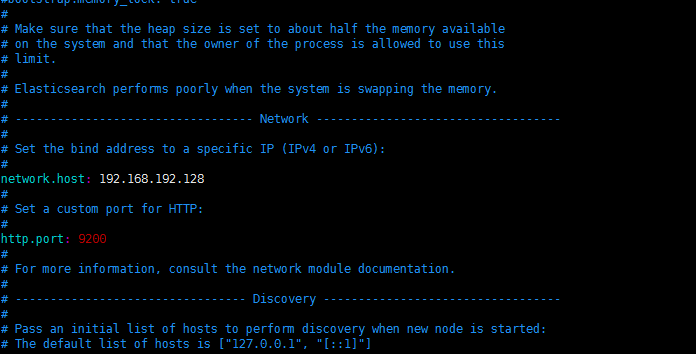 #bootstrap.memory_lock: true
#
# Make sure that the heap size is set to about half the memory available
# on the system and that the owner of the process is allowed to use this
# limit.
#
# Elasticsearch performs poorly when the system is swapping the memory.
#
# ---------------------------------- Network -----------------------------------
#
# Set the bind address to a specific IP (IPv4 or IPv6):
#
network.host: 192.168.192.128
#
# Set a custom port for HTTP:
#
http.port: 9200
#
# For more information, consult the network module documentation.
#
# --------------------------------- Discovery ----------------------------------
#
# Pass an initial list of hosts to perform discovery when new node is started:
# The default list of hosts is ["127.0.0.1", "[::1]"]